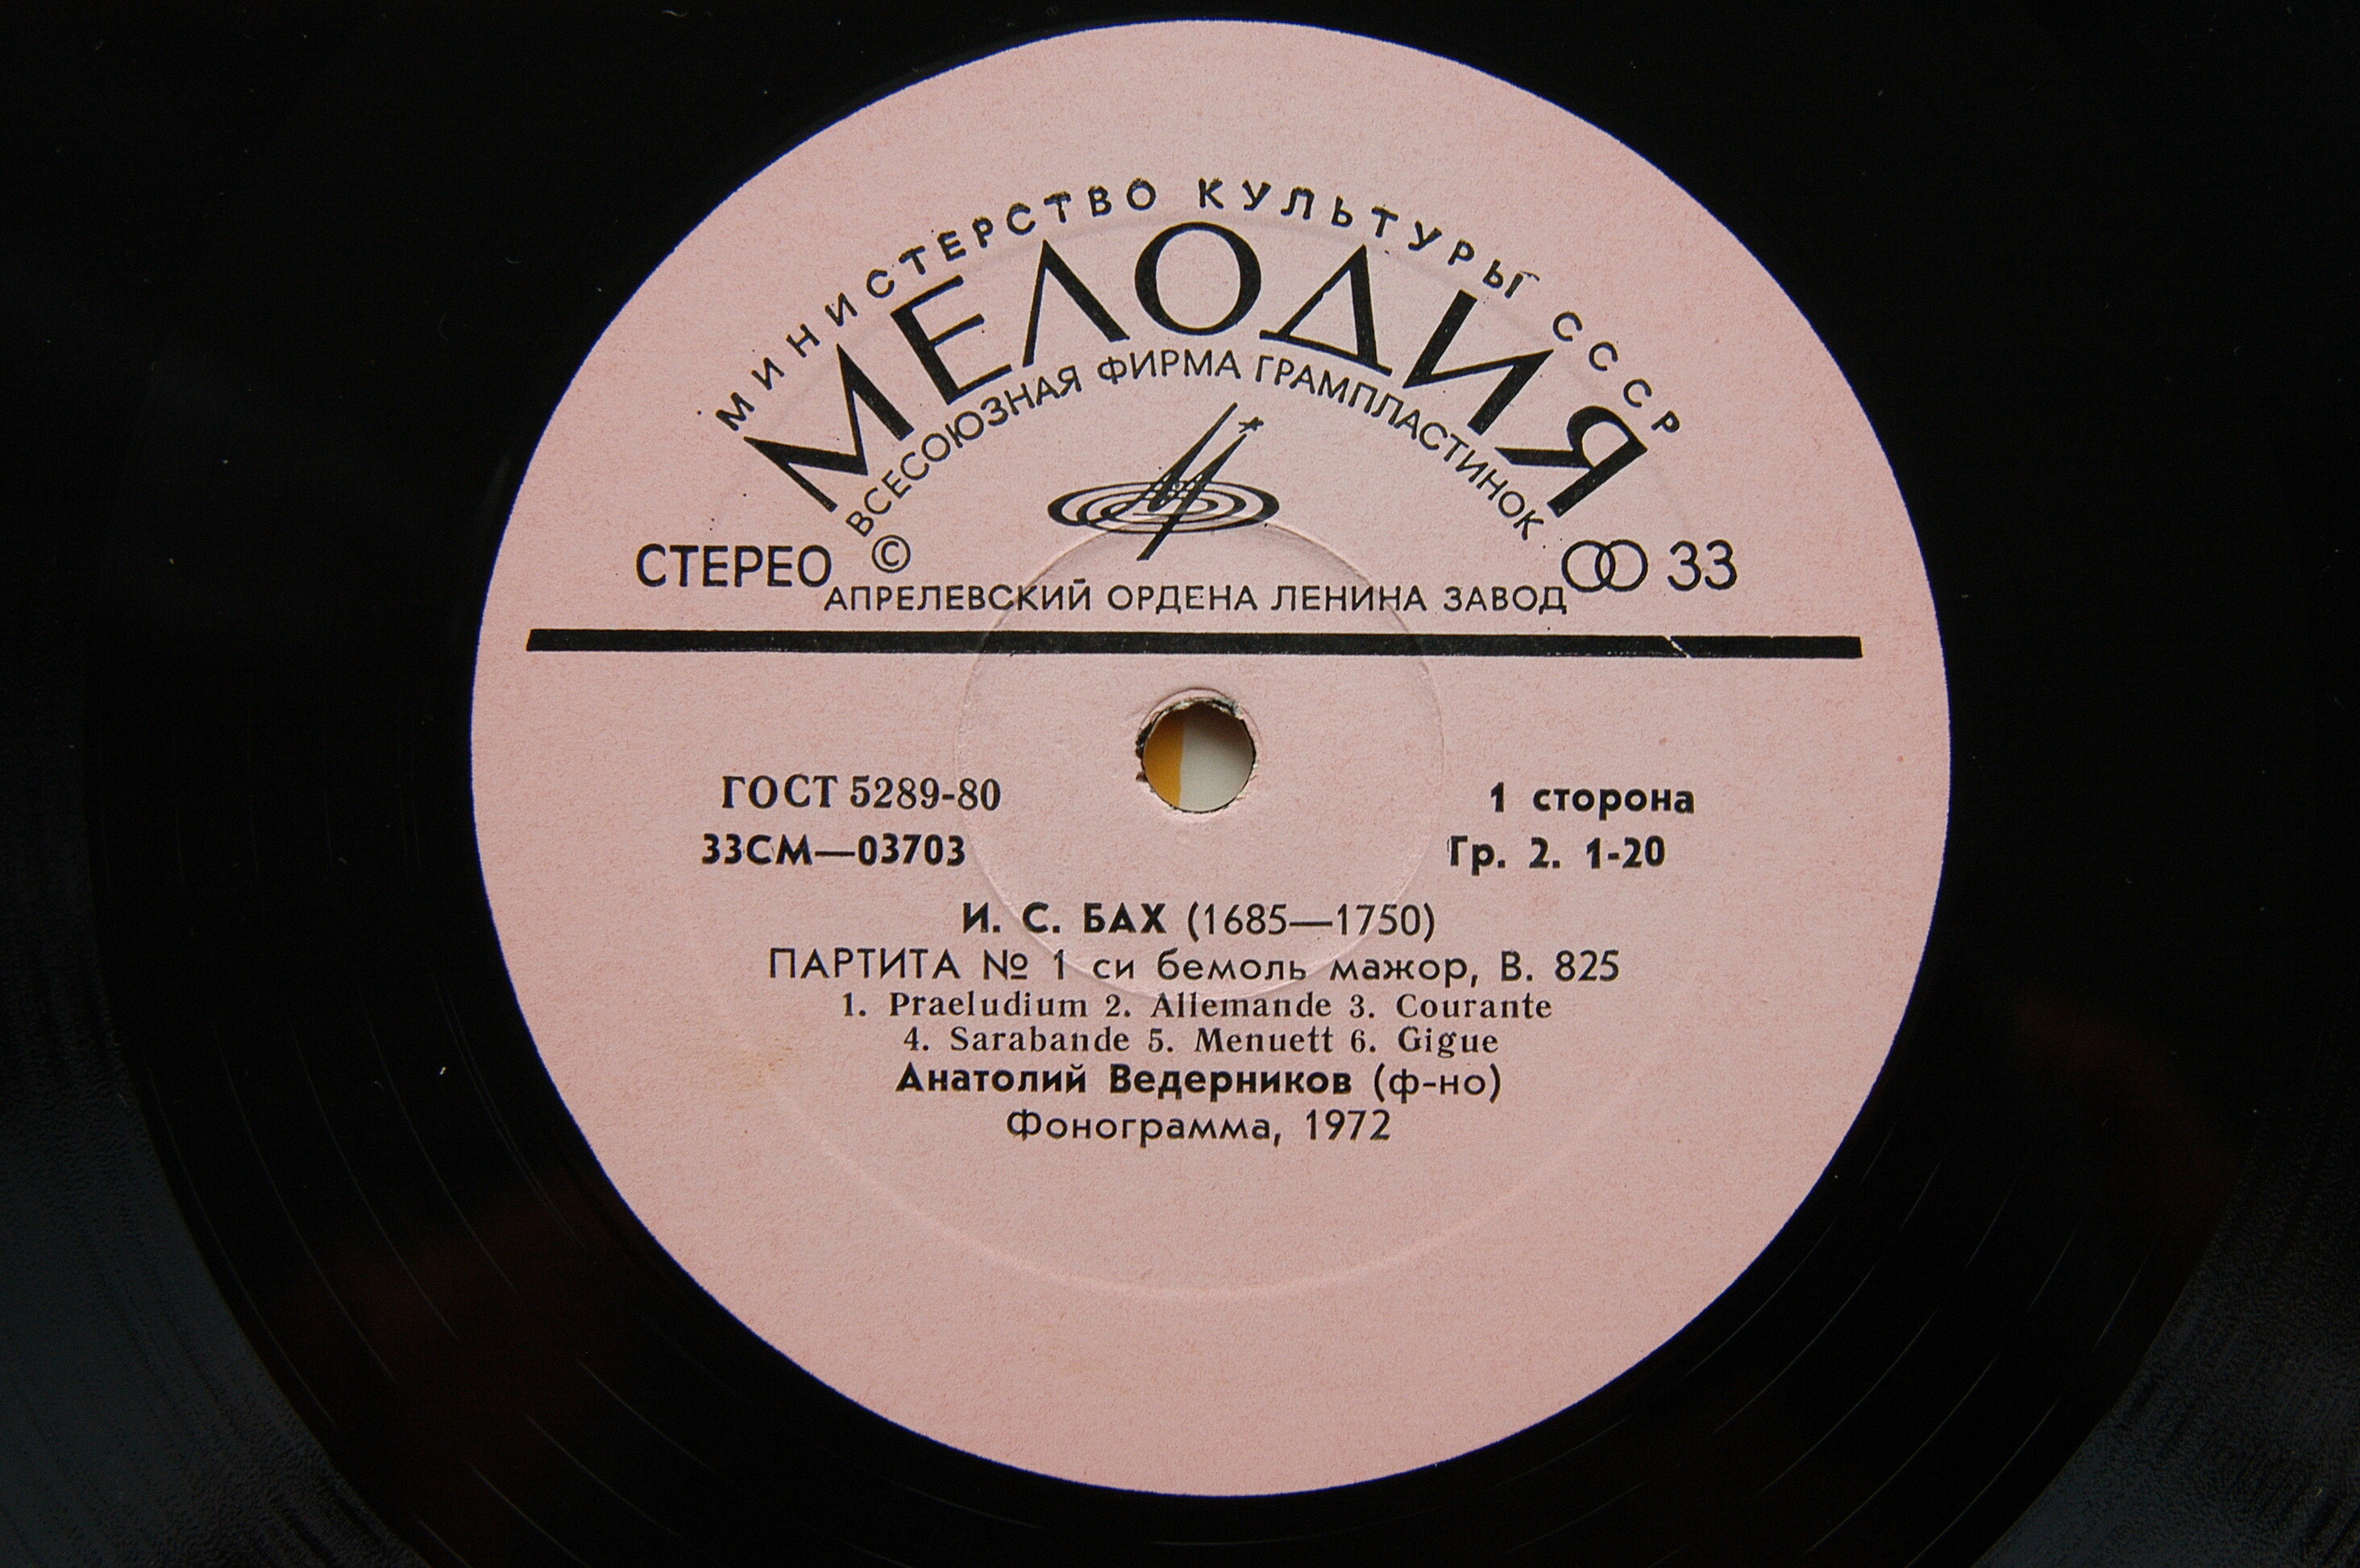 МИНИСТЕРСТВО КУЛЬТУРЫ СССР
МЕЛОДИЯ
ВСЕСОЮЗНАЯ ФИРМА ГРАМПЛАСТИНОК
СТЕРЕО © 33
АПРЕЛЕВСКИЙ ОРДЕНА ЛЕНИНА ЗАВОД
ГОСТ 5289-80 1 сторона
33СМ—03703 Гр. 2. 1-20
И. С. БАХ (1685—1750)
ПАРТИТА № 1 си бемоль мажор, В. 825
1. Praeludium 2. Allemande 3. Courante
4. Sarabande 5. Menuett 6. Gigue
Анатолий Ведерников (ф-но)
Фонограмма, 1972